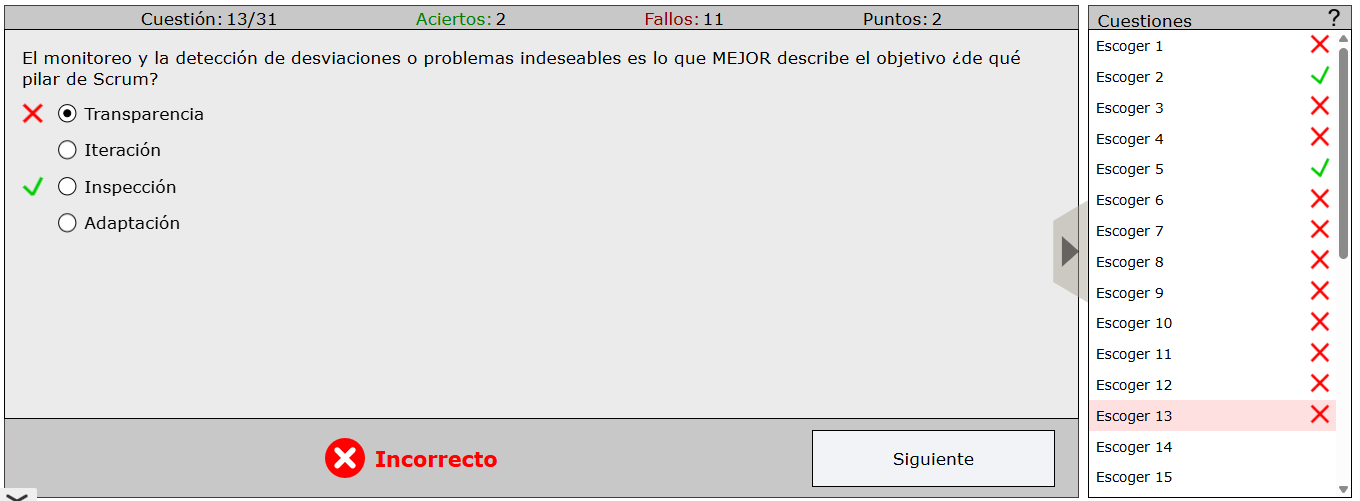 Cuestión: 13/31 Aciertos: 2 Fallos: 11 Puntos: 2
El monitoreo y la detección de desviaciones o problemas indeseables es lo que MEJOR describe el objetivo ¿de qué
pilar de Scrum?
Transparencia
Iteración
Inspección
Adaptación
Incorrecto
Siguiente
Cuestiones ?
Escoger 1
Escoger 2
Escoger 3
Escoger 4
Escoger 5
Escoger 6
Escoger 7
Escoger 8
Escoger 9
Escoger 10
Escoger 11
Escoger 12
Escoger 13
Escoger 14
Escoger 15